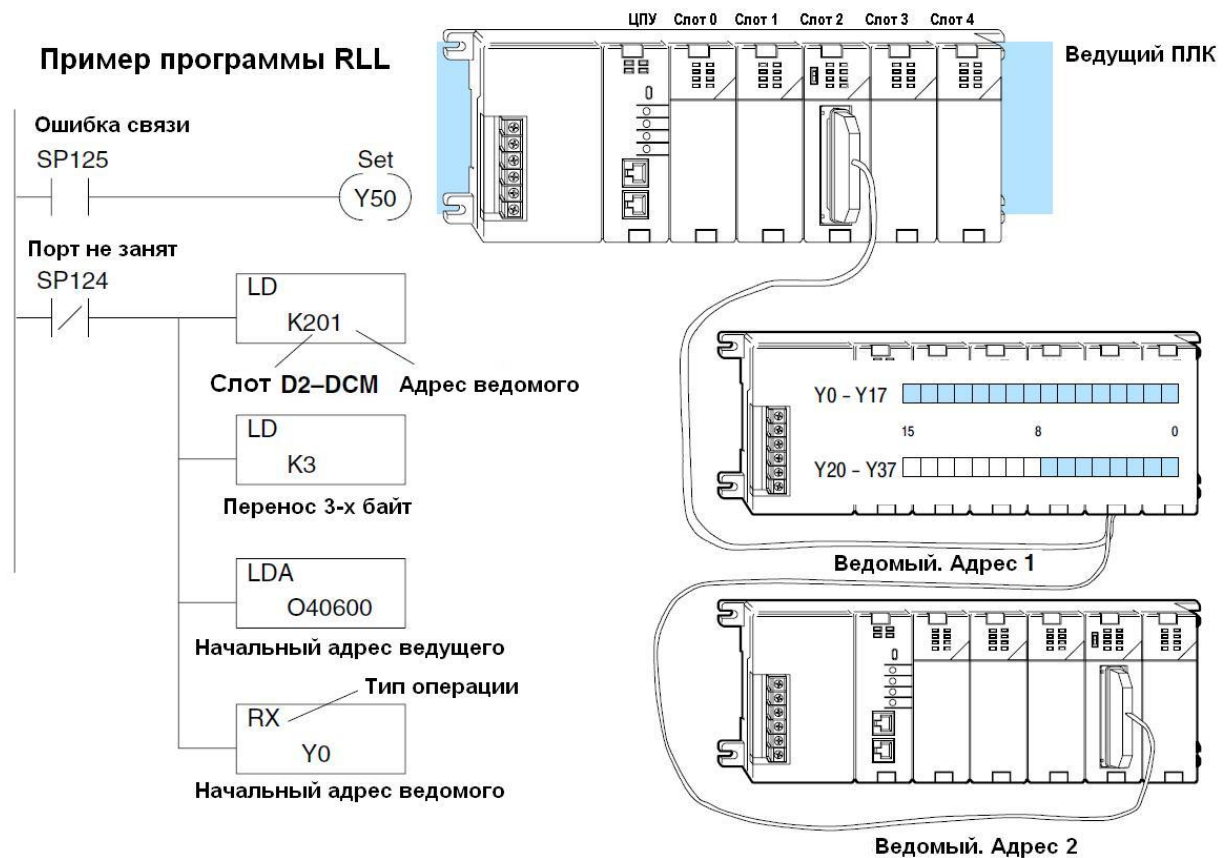 Пример программы RLL
Ошибка связи
SP125
Set
Y50
Порт не занят
SP124
LD
K201
Слот D2–DCM
Адрес ведомого
LD
K3
Перенос 3-х байт
LDA
O40600
Начальный адрес ведущего
Тип операции
RX
Y0
Начальный адрес ведомого
ЦПУ Слот 0 Слот 1 Слот 2 Слот 3 Слот 4
Ведущий ПЛК
Y0 – Y17
15 8 0
Y20 – Y37
Ведомый. Адрес 1
Ведомый. Адрес 2